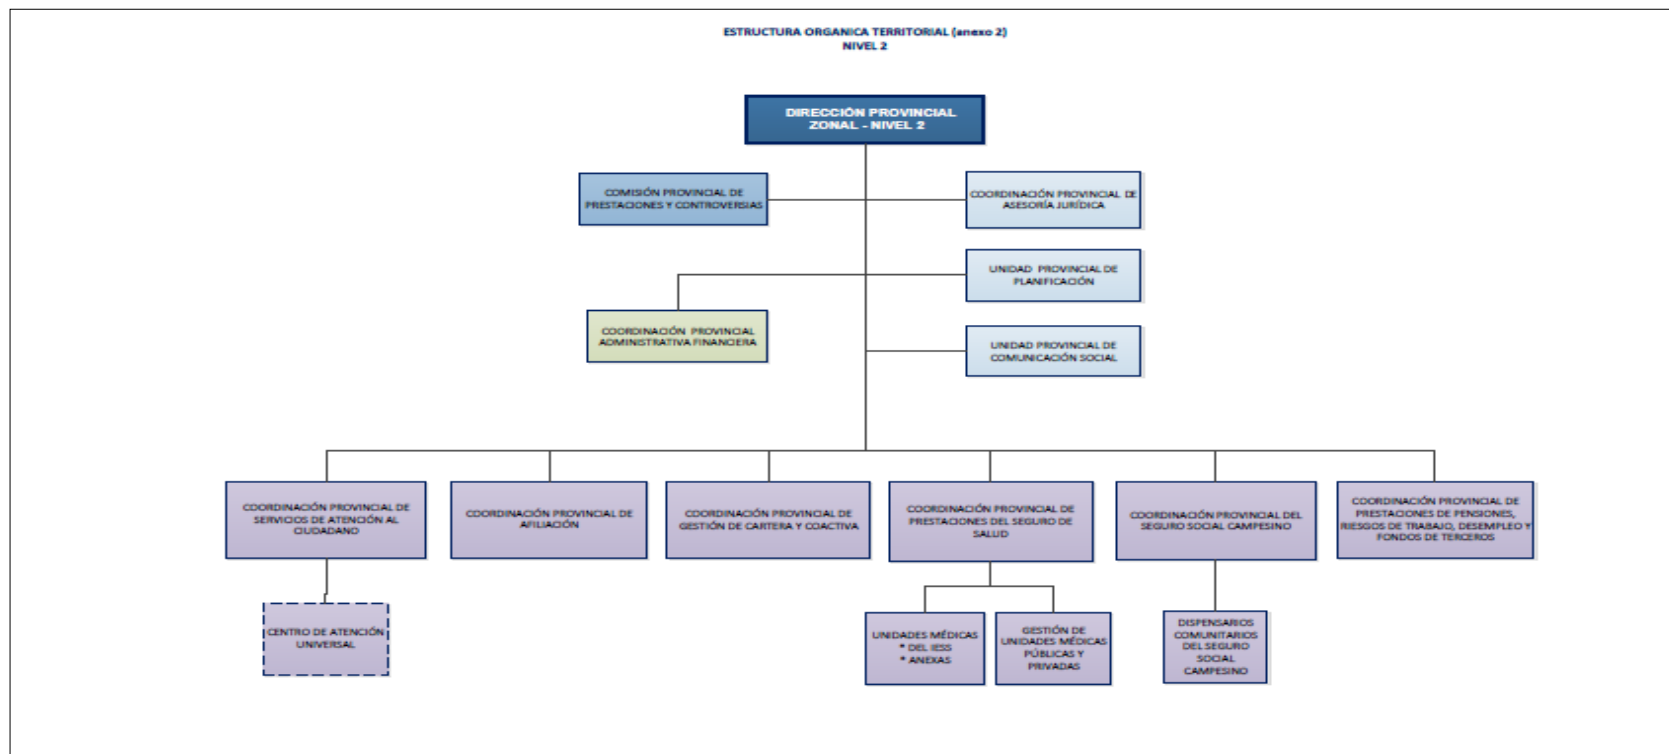 ESTRUCTURA ORGANICA TERRITORIAL (anexo 2)
NIVEL 2
DIRECCIÓN PROVINCIAL
ZONAL - NIVEL 2
COMISIÓN PROVINCIAL DE
PRESTACIONES Y CONTROVERSIAS
COORDINACIÓN PROVINCIAL DE
ASESORÍA JURÍDICA
UNIDAD PROVINCIAL DE
PLANIFICACIÓN
COORDINACIÓN PROVINCIAL
ADMINISTRATIVA FINANCIERA
UNIDAD PROVINCIAL DE
COMUNICACIÓN SOCIAL
COORDINACIÓN PROVINCIAL DE
SERVICIOS DE ATENCIÓN AL
CIUDADANO
COORDINACIÓN PROVINCIAL DE
AFILIACIÓN
COORDINACIÓN PROVINCIAL DE
GESTIÓN DE CARTERA Y COACTIVA
COORDINACIÓN PROVINCIAL DE
PRESTACIONES DEL SEGURO DE
SALUD
COORDINACIÓN PROVINCIAL DEL
SEGURO SOCIAL CAMPESINO
COORDINACIÓN PROVINCIAL DE
PRESTACIONES DE PENSIONES,
RIESGOS DE TRABAJO, DESEMPLEO Y
FONDOS DE TERCEROS
CENTRO DE ATENCIÓN
UNIVERSAL
UNIDADES MÉDICAS
* DEL IESS
* ANEXAS
GESTIÓN DE
UNIDADES MÉDICAS
PÚBLICAS Y
PRIVADAS
DISPENSARIOS
COMUNITARIOS
DEL SEGURO
SOCIAL
CAMPESINO